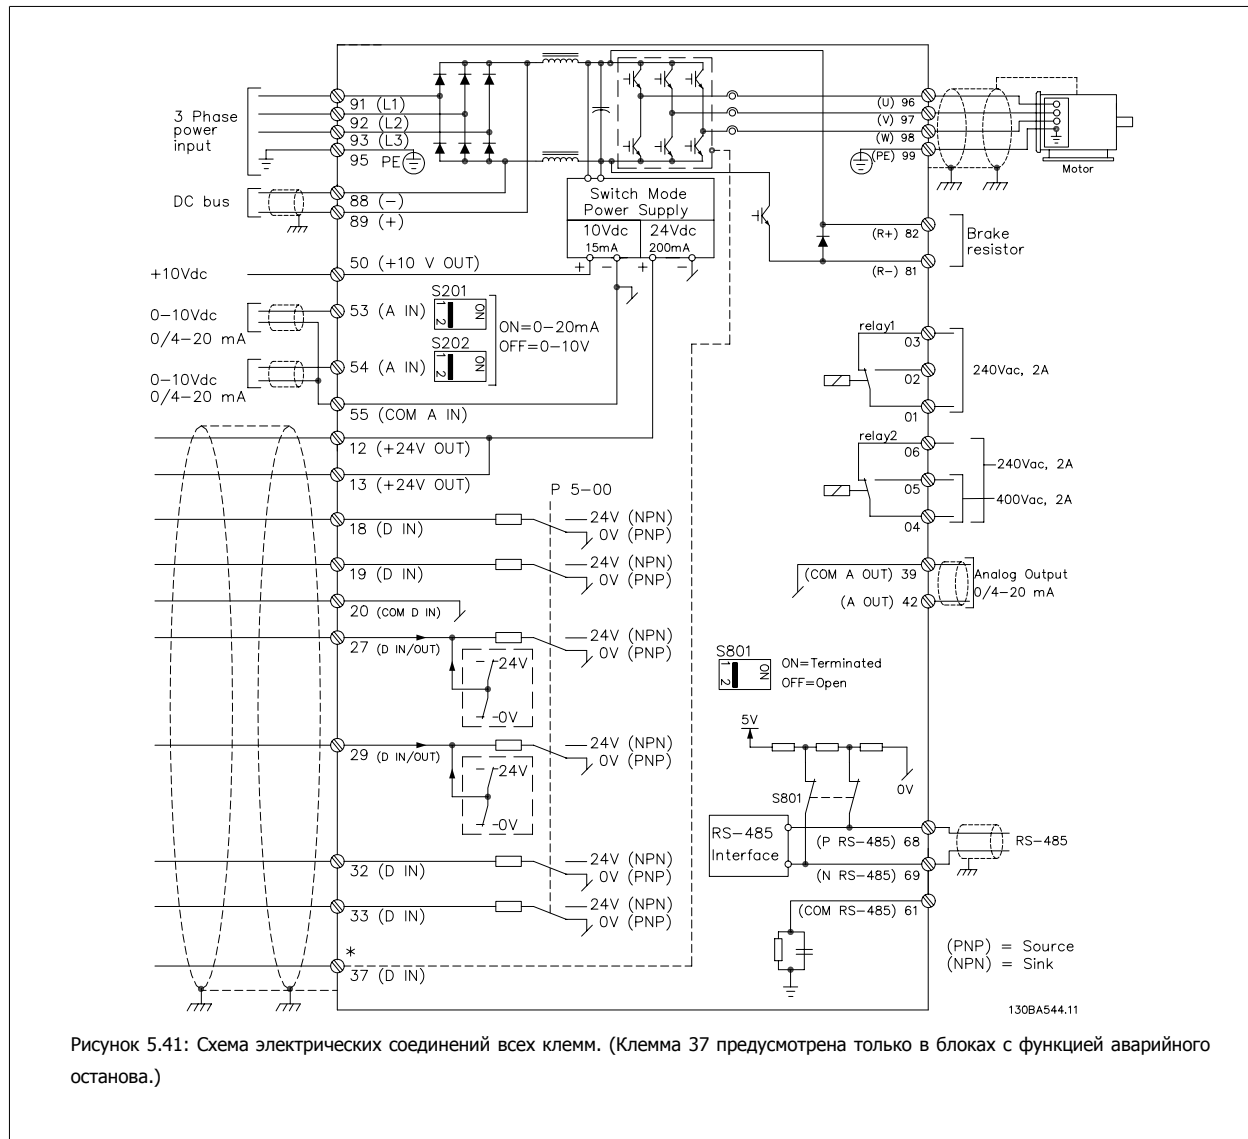 3 Phase
power
input
91 (L1)
92 (L2)
93 (L3)
95 PE
DC bus
88 (-)
89 (+)
+10Vdc
50 (+10 V OUT)
0-10Vdc
0/4-20 mA
53 (A IN)
S201
1 2
ON
ON=0-20mA
OFF=0-10V
S202
1 2
ON
0-10Vdc
0/4-20 mA
54 (A IN)
55 (COM A IN)
12 (+24V OUT)
13 (+24V OUT)
Switch Mode
Power Supply
10Vdc
15mA
24Vdc
200mA
+ - + -
P 5-00
18 (D IN)
24V (NPN)
0V (PNP)
19 (D IN)
24V (NPN)
0V (PNP)
20 (COM D IN)
27 (D IN/OUT)
24V (NPN)
0V (PNP)
24V
0V
29 (D IN/OUT)
24V (NPN)
0V (PNP)
24V
0V
32 (D IN)
24V (NPN)
0V (PNP)
33 (D IN)
24V (NPN)
0V (PNP)
*
37 (D IN)
(U) 96
(V) 97
(W) 98
(PE) 99
Motor
(R+) 82
(R-) 81
Brake
resistor
relay1
03
02
01
240Vac, 2A
relay2
06
05
04
240Vac, 2A
400Vac, 2A
(COM A OUT) 39
(A OUT) 42
Analog Output
0/4-20 mA
S801
1 2
ON
ON=Terminated
OFF=Open
5V
S801
0V
RS-485
Interface
(P RS-485) 68
(N RS-485) 69
RS-485
(COM RS-485) 61
(PNP) = Source
(NPN) = Sink
130BA544.11
Рисунок 5.41: Схема электрических соединений всех клемм. (Клемма 37 предусмотрена только в блоках с функцией аварийного
останова.)